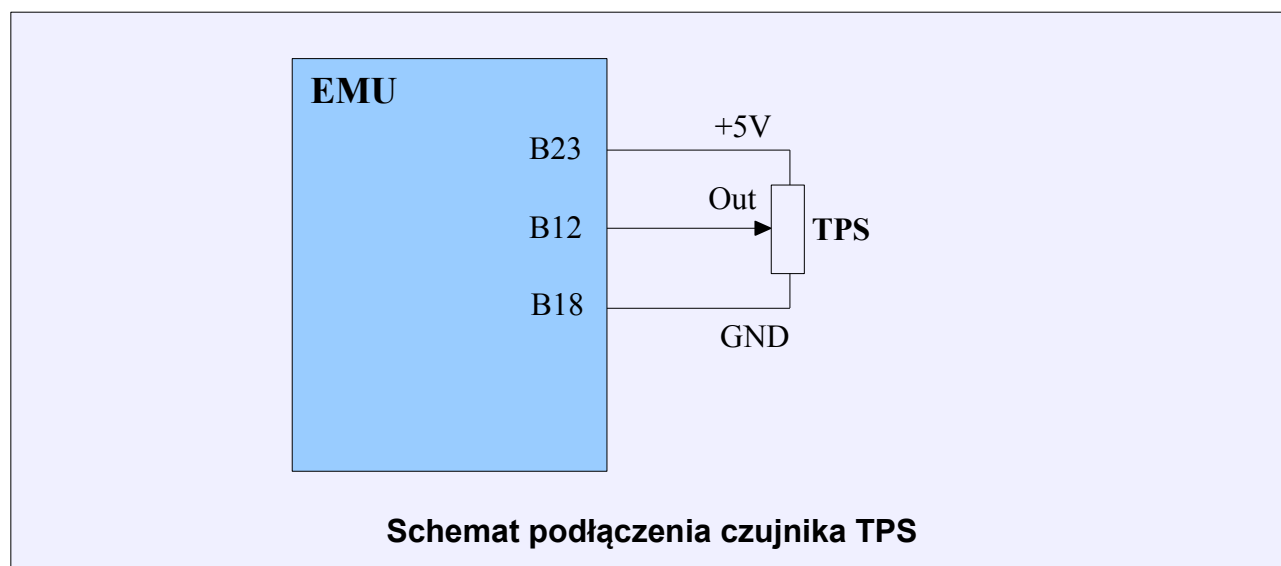 EMU
+5V
B23
Out
B12
TPS
B18
GND
Schemat podłączenia czujnika TPS